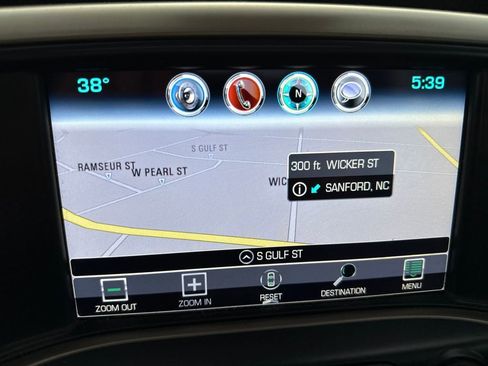 38°
N
5:39
S GULF ST
RAMSEUR ST
W PEARL ST
300 ft WICKER ST
WIC
SANFORD, NC
S GULF ST
ZOOM OUT
ZOOM IN
RESET
DESTINATION
MENU